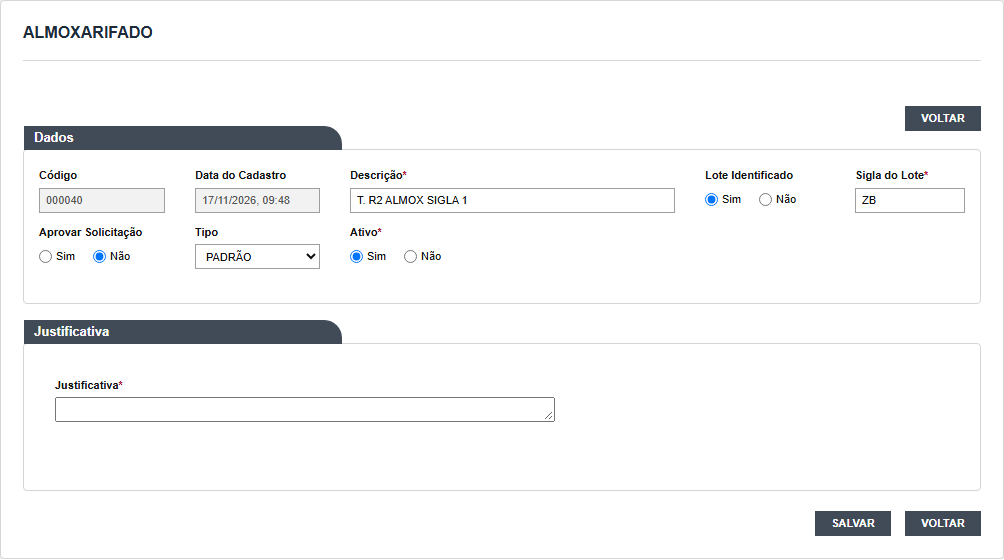 ALMOXARIFADO
VOLTAR
Dados
Código Data do Cadastro Descrição* Lote Identificado Sigla do Lote*
000040 17/11/2026, 09:48 T. R2 ALMOX SIGLA 1 Sim Não ZB
Aprovar Solicitação Tipo Ativo*
Sim Não PADRÃO Sim Não
Justificativa
Justificativa*
SALVAR VOLTAR